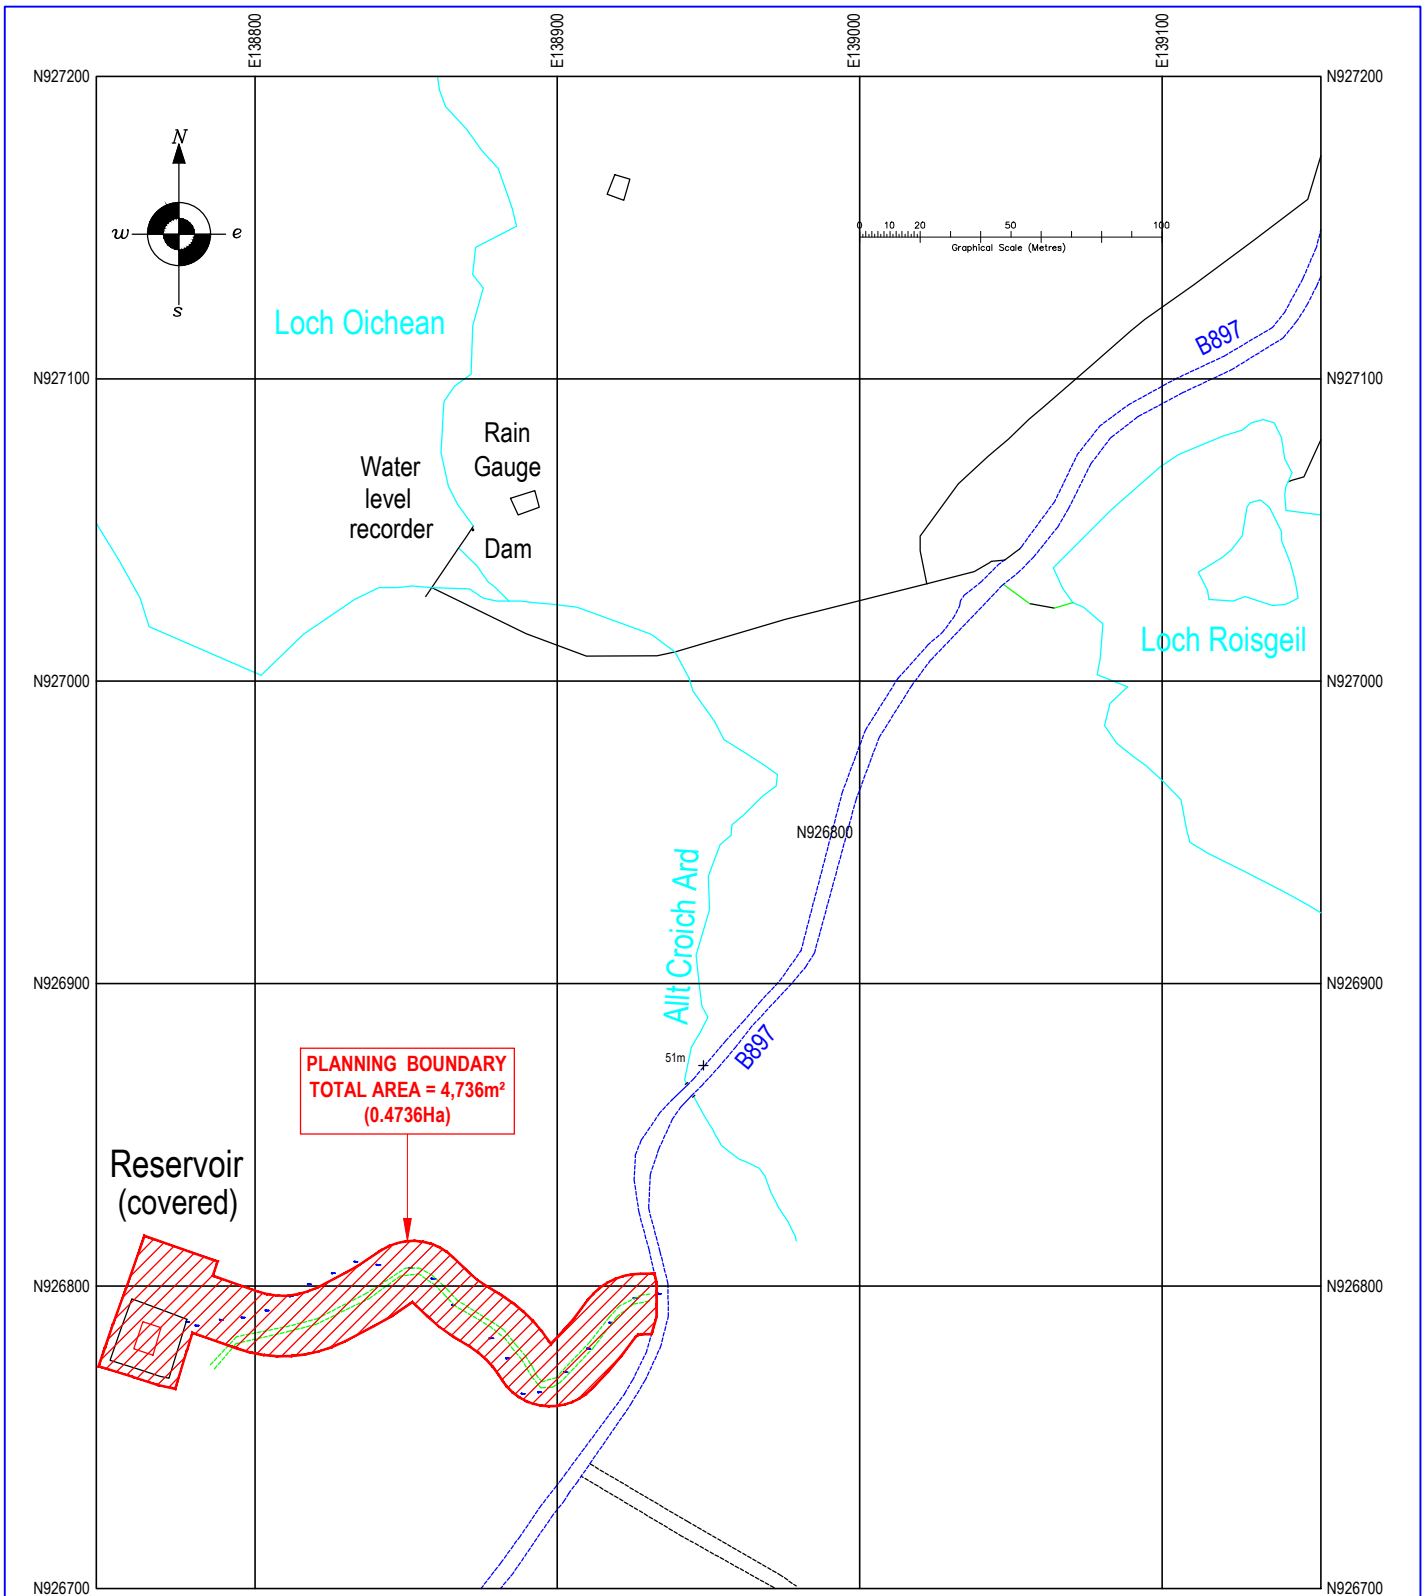 E138800
E138900
E139000
E139100
N927200
N927200
N
w
e
s
0 10 20 50 100
Graphical Scale (Metres)
Loch Oichean
B897
N927100
N927100
Rain
Gauge
Water
level
recorder
Dam
Loch Roisgeil
N927000
N927000
N926800
Allt Croich Ard
N926900
N926900
B897
51m
PLANNING BOUNDARY
TOTAL AREA = 4,736m²
(0.4736Ha)
Reservoir
(covered)
N926800
N926800
N926700
N926700